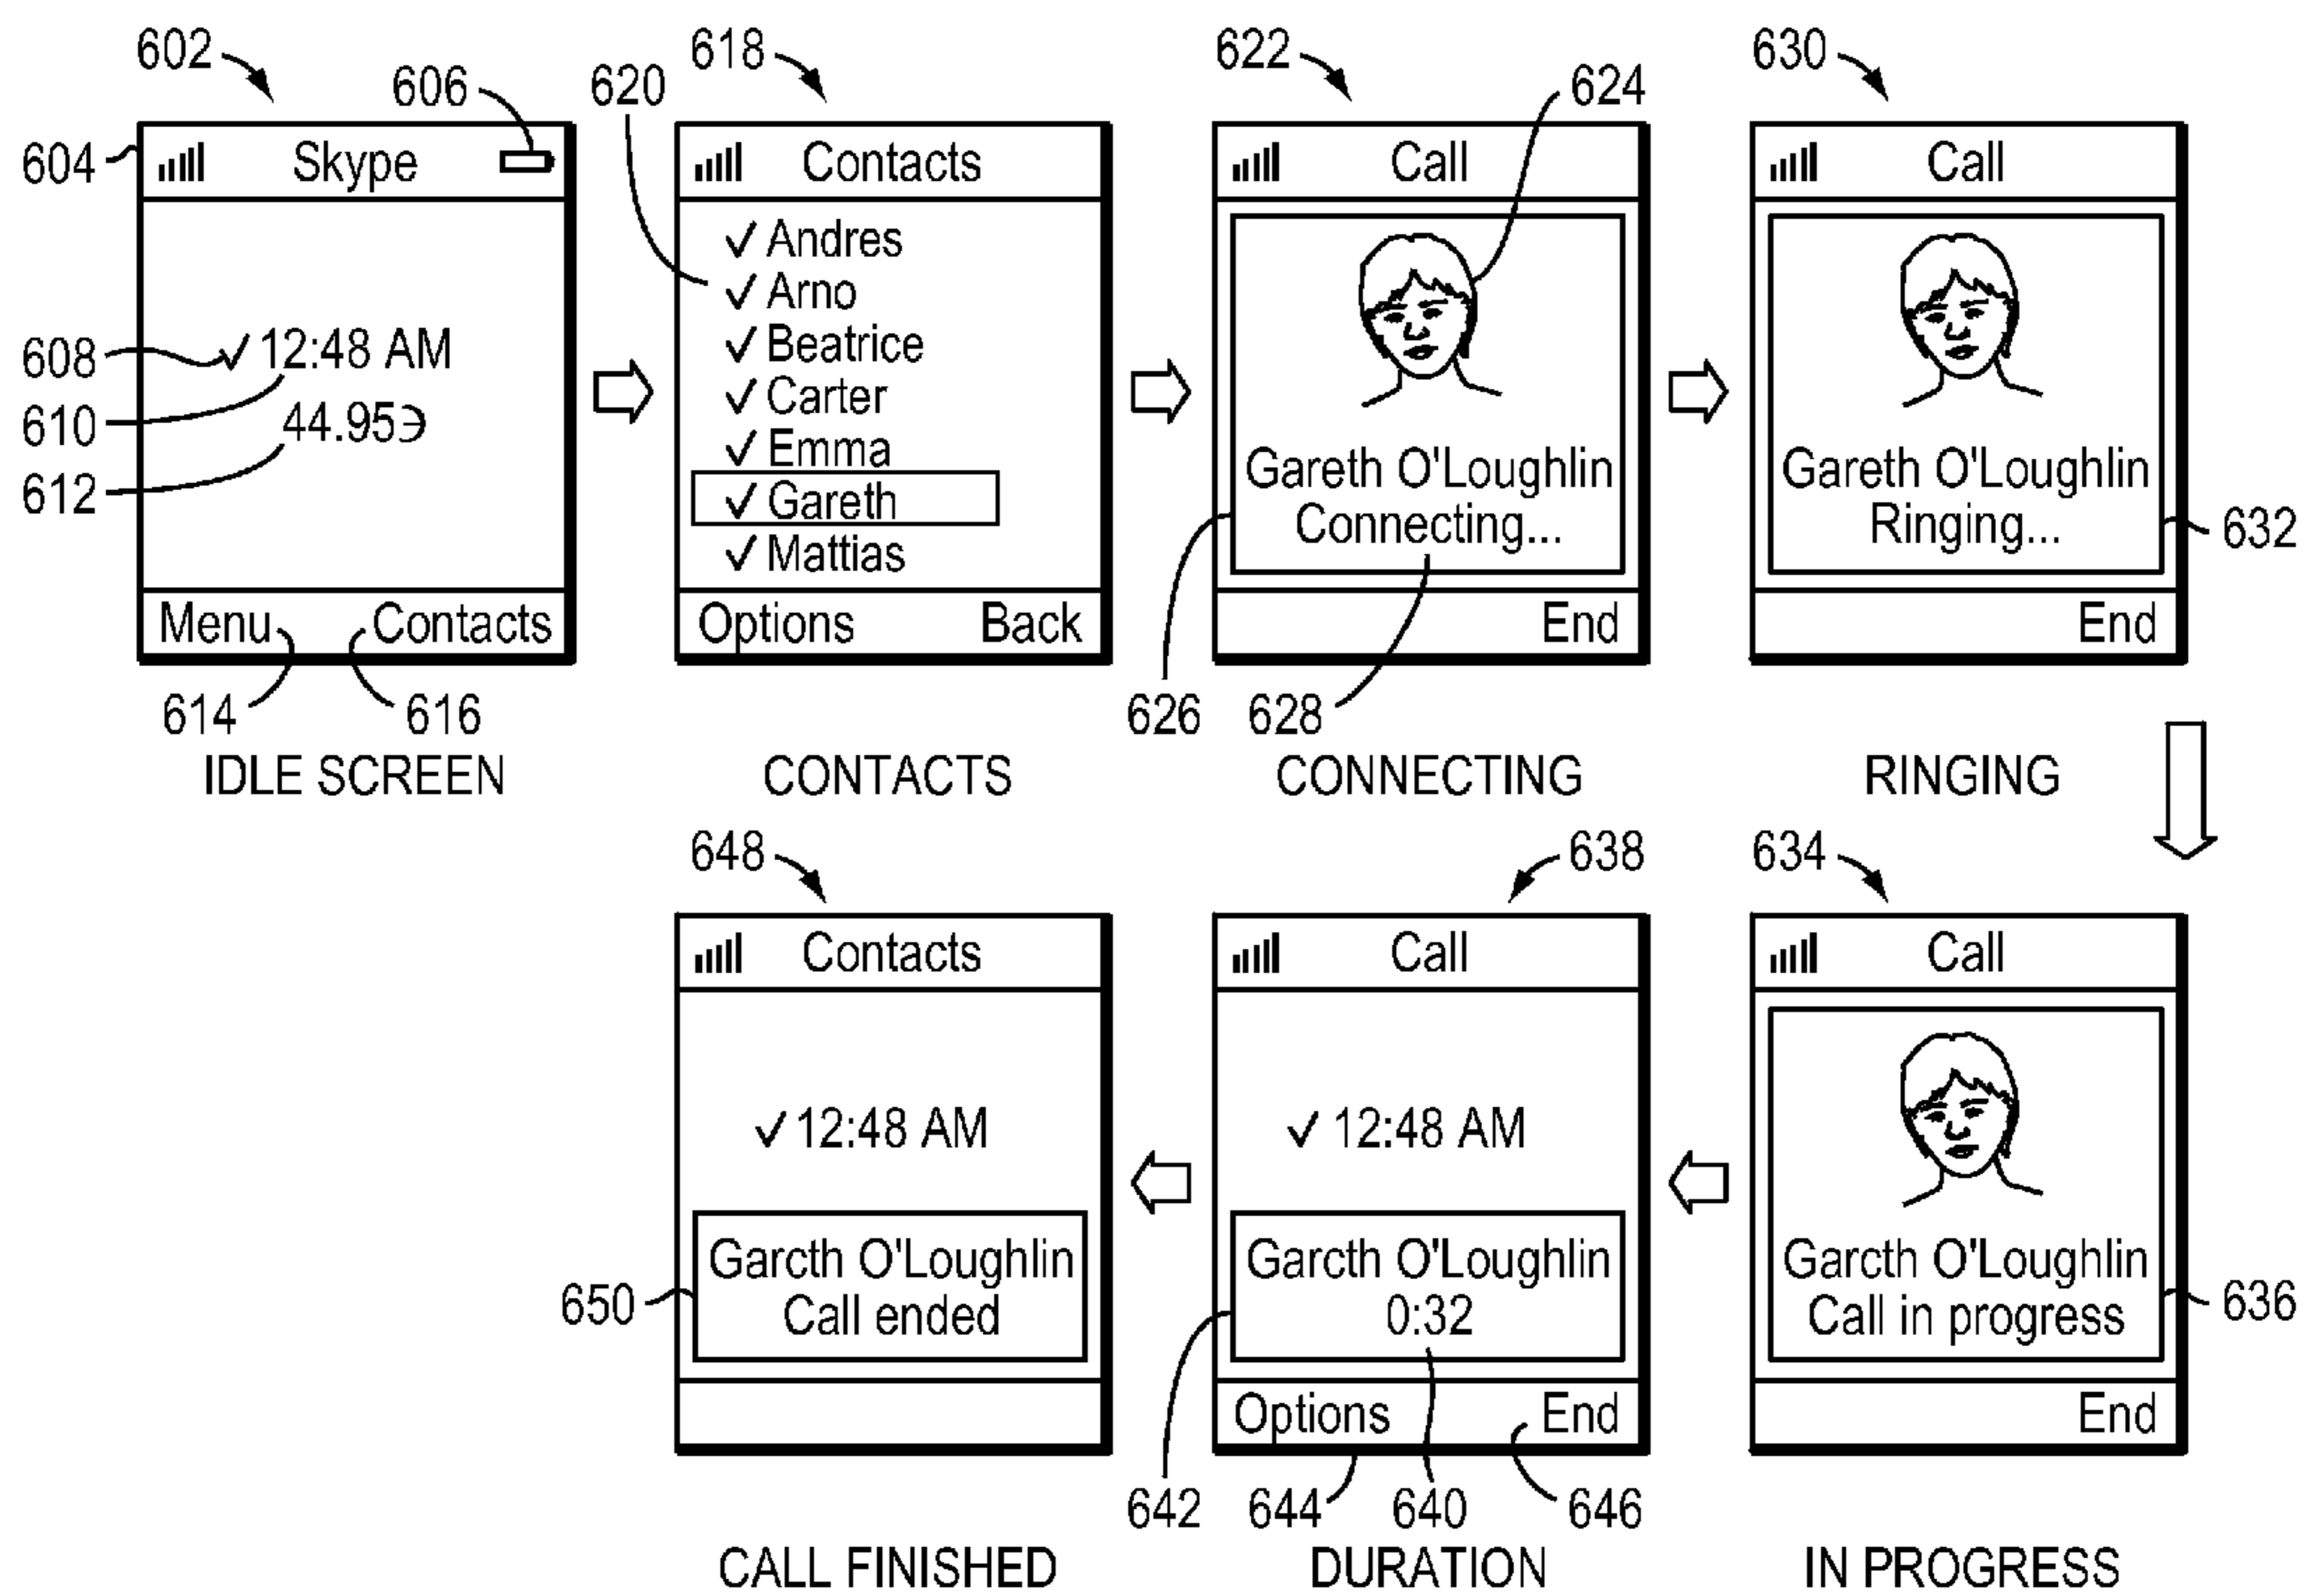 602
604
606
Skype
608
✓ 12:48 AM
610
44.95∋
612
Menu
Contacts
614
616
IDLE SCREEN
618
620
Contacts
✓ Andres
✓ Arno
✓ Beatrice
✓ Carter
✓ Emma
✓ Gareth
✓ Mattias
Options
Back
CONTACTS
622
624
Call
Gareth O'Loughlin
Connecting...
End
626
628
CONNECTING
630
Call
Gareth O'Loughlin
Ringing...
632
End
RINGING
634
Call
Garcth O'Loughlin
Call in progress
636
End
IN PROGRESS
638
Call
✓ 12:48 AM
Garcth O'Loughlin
0:32
Options
End
642
644
640
646
DURATION
648
Contacts
✓ 12:48 AM
Garcth O'Loughlin
Call ended
650
CALL FINISHED